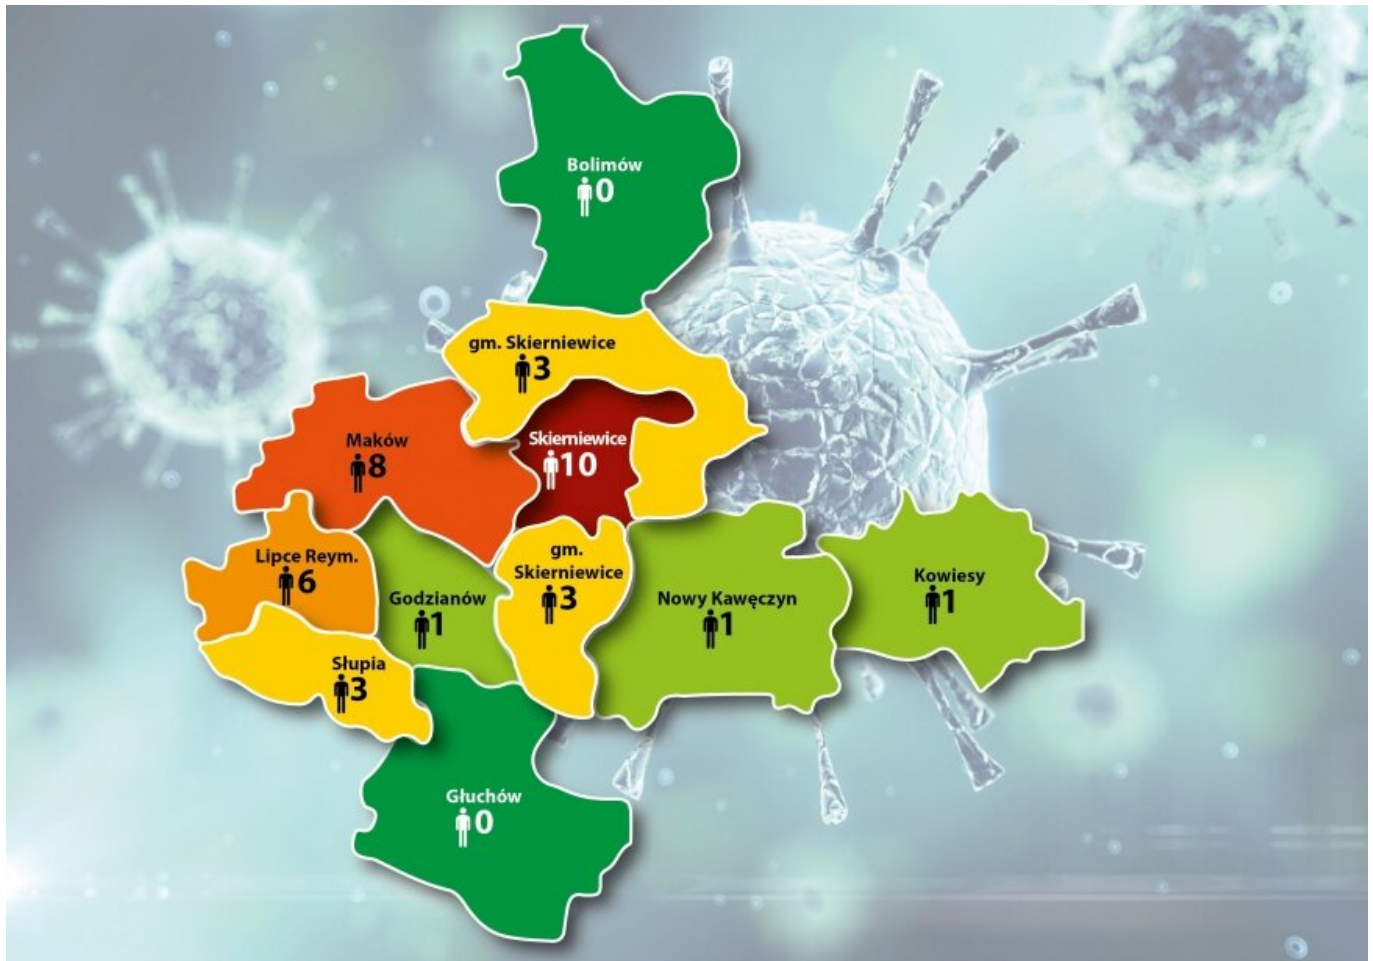 Bolimów
0
gm. Skierniewice
3
Maków
8
Skierniewice
10
Lipce Reym.
6
Godzianów
1
gm.
Skierniewice
3
Nowy Kawęczyn
1
Kowiesy
1
Słupia
3
Głuchów
0